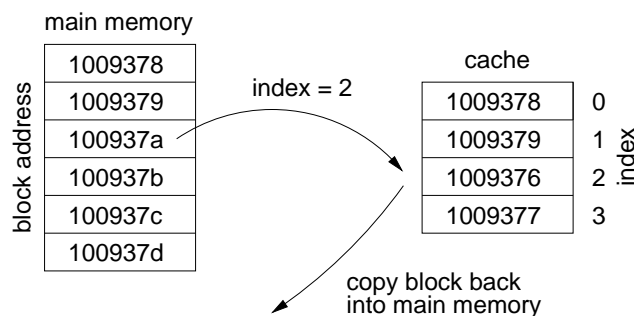 main memory
block address
1009378
1009379
100937a
100937b
100937c
100937d
index = 2
cache
1009378 0
1009379 1
1009376 2
1009377 3
index
copy block back
into main memory